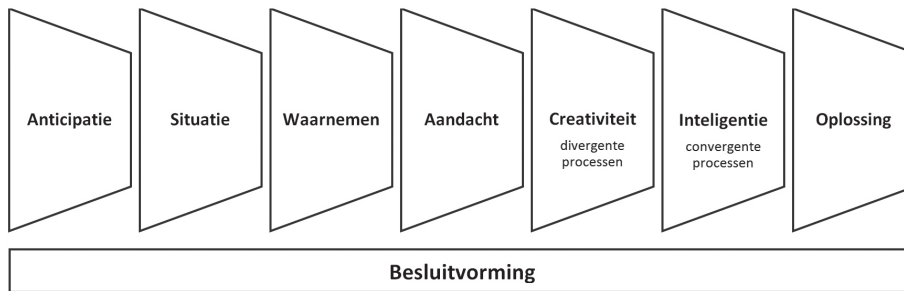 Anticipatie
Situatie
Waarnemen
Aandacht
Creativiteit
divergente
processen
Inteligentie
convergente
processen
Oplossing
Besluitvorming